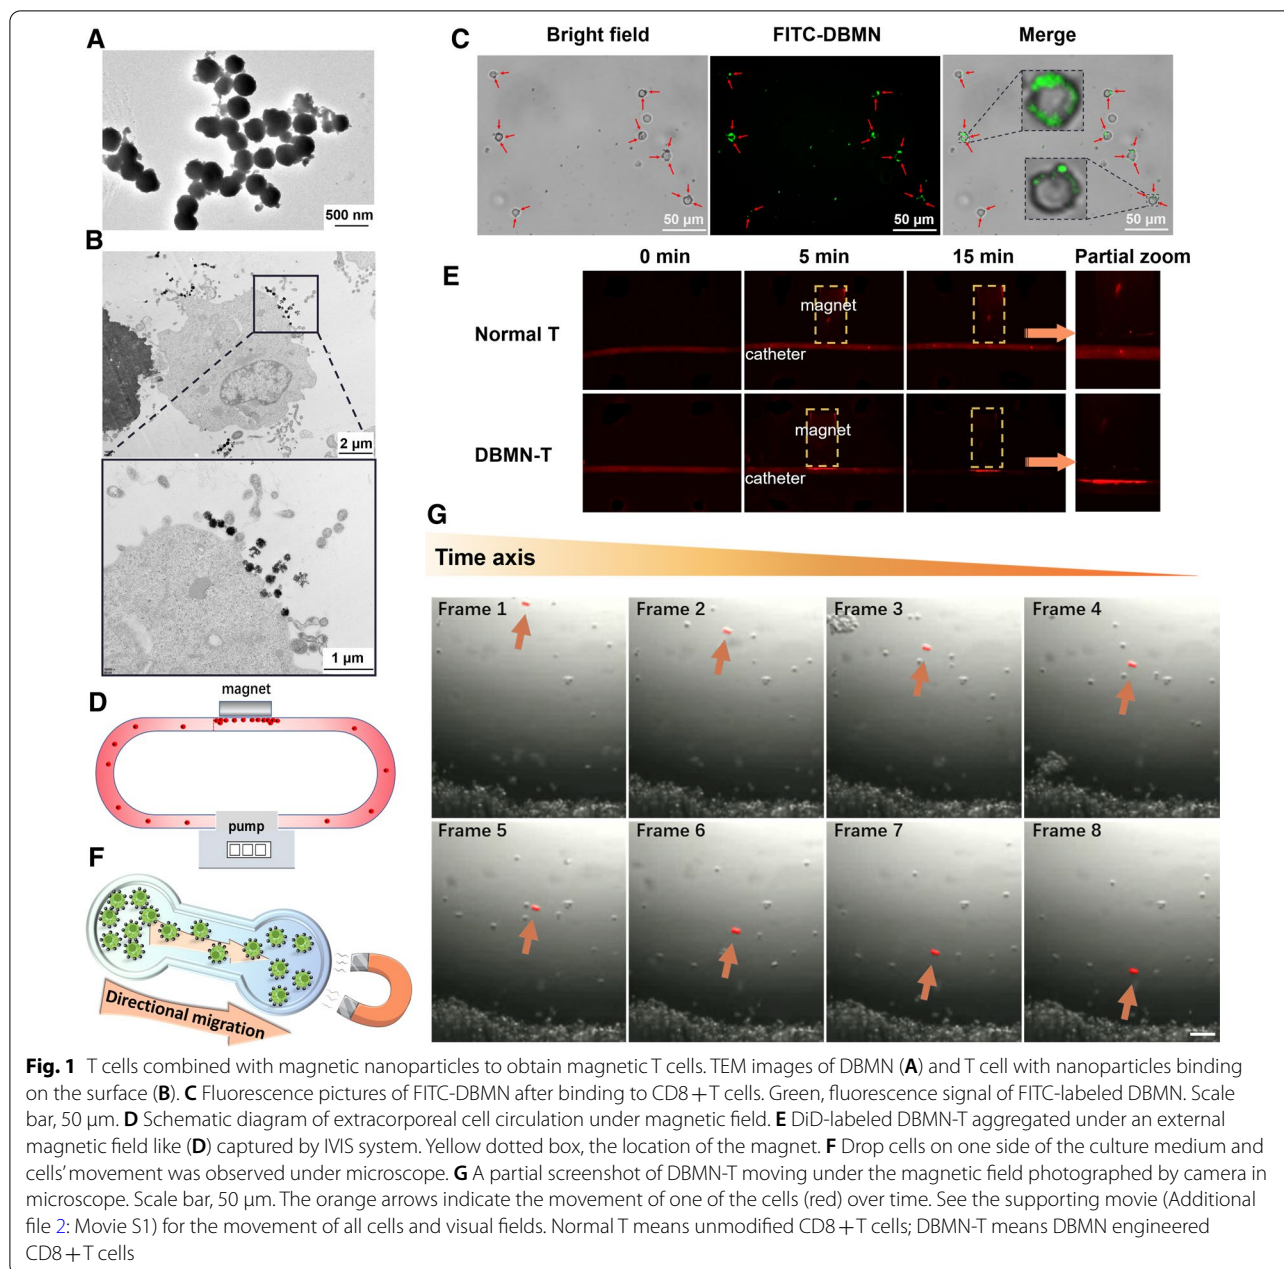 A
500 nm
B
2 μm
1 μm
C
Bright field
FITC-DBMN
Merge
50 μm
50 μm
50 μm
E
0 min
5 min
15 min
Partial zoom
Normal T
magnet
catheter
DBMN-T
magnet
catheter
D
magnet
pump
F
Directional migration
G
Time axis
Frame 1
Frame 2
Frame 3
Frame 4
Frame 5
Frame 6
Frame 7
Frame 8
Fig. 1 T cells combined with magnetic nanoparticles to obtain magnetic T cells. TEM images of DBMN (A) and T cell with nanoparticles binding
on the surface (B). C Fluorescence pictures of FITC-DBMN after binding to CD8+T cells. Green, fluorescence signal of FITC-labeled DBMN. Scale
bar, 50 μm. D Schematic diagram of extracorporeal cell circulation under magnetic field. E DiD-labeled DBMN-T aggregated under an external
magnetic field like (D) captured by IVIS system. Yellow dotted box, the location of the magnet. F Drop cells on one side of the culture medium and
cells' movement was observed under microscope. G A partial screenshot of DBMN-T moving under the magnetic field photographed by camera in
microscope. Scale bar, 50 μm. The orange arrows indicate the movement of one of the cells (red) over time. See the supporting movie (Additional
file 2: Movie S1) for the movement of all cells and visual fields. Normal T means unmodified CD8+T cells; DBMN-T means DBMN engineered
CD8+T cells